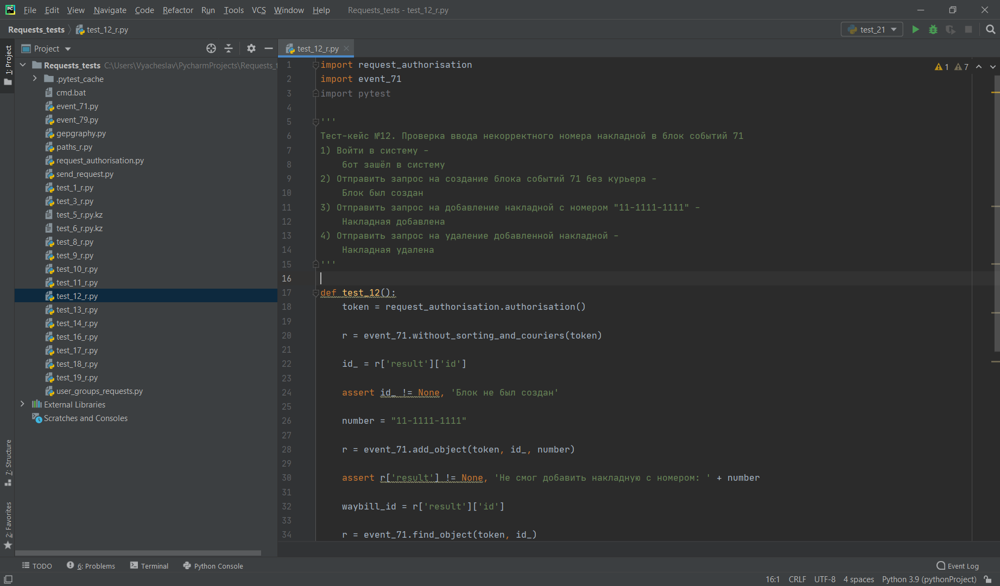 File Edit View Navigate Code Refactor Run Tools VCS Window Help Requests_tests - test_12_r.py
Requests_tests test_12_r.py test_21
1: Project
Project
Requests_tests C:\Users\Vyacheslav\PycharmProjects\Requests_
.pytest_cache
cmd.bat
event_71.py
event_79.py
gepgraphy.py
paths_r.py
request_authorisation.py
send_request.py
test_1_r.py
test_3_r.py
test_5_r.py.kz
test_6_r.py.kz
test_8_r.py
test_9_r.py
test_10_r.py
test_11_r.py
test_12_r.py
test_13_r.py
test_14_r.py
test_16_r.py
test_17_r.py
test_18_r.py
test_19_r.py
user_groups_requests.py
External Libraries
Scratches and Consoles
7: Structure
2: Favorites
test_12_r.py
1 7
1 import request_authorisation
2 import event_71
3 import pytest
4
5 '''
6 Тест-кейс №12. Проверка ввода некорректного номера накладной в блок событий 71
7 1) Войти в систему -
8 бот зашёл в систему
9 2) Отправить запрос на создание блока событий 71 без курьера -
10 Блок был создан
11 3) Отправить запрос на добавление накладной с номером "11-1111-1111" -
12 Накладная добавлена
13 4) Отправить запрос на удаление добавленной накладной -
14 Накладная удалена
15 '''
16
17 def test_12():
18 token = request_authorisation.authorisation()
19
20 r = event_71.without_sorting_and_couriers(token)
21
22 id_ = r['result']['id']
23
24 assert id_ != None, 'Блок не был создан'
25
26 number = "11-1111-1111"
27
28 r = event_71.add_object(token, id_, number)
29
30 assert r['result'] != None, 'Не смог добавить накладную с номером: ' + number
31
32 waybill_id = r['result']['id']
33
34 r = event_71.find_object(token, id_)
TODO 6: Problems Terminal Python Console Event Log
16:1 CRLF UTF-8 4 spaces Python 3.9 (pythonProject)